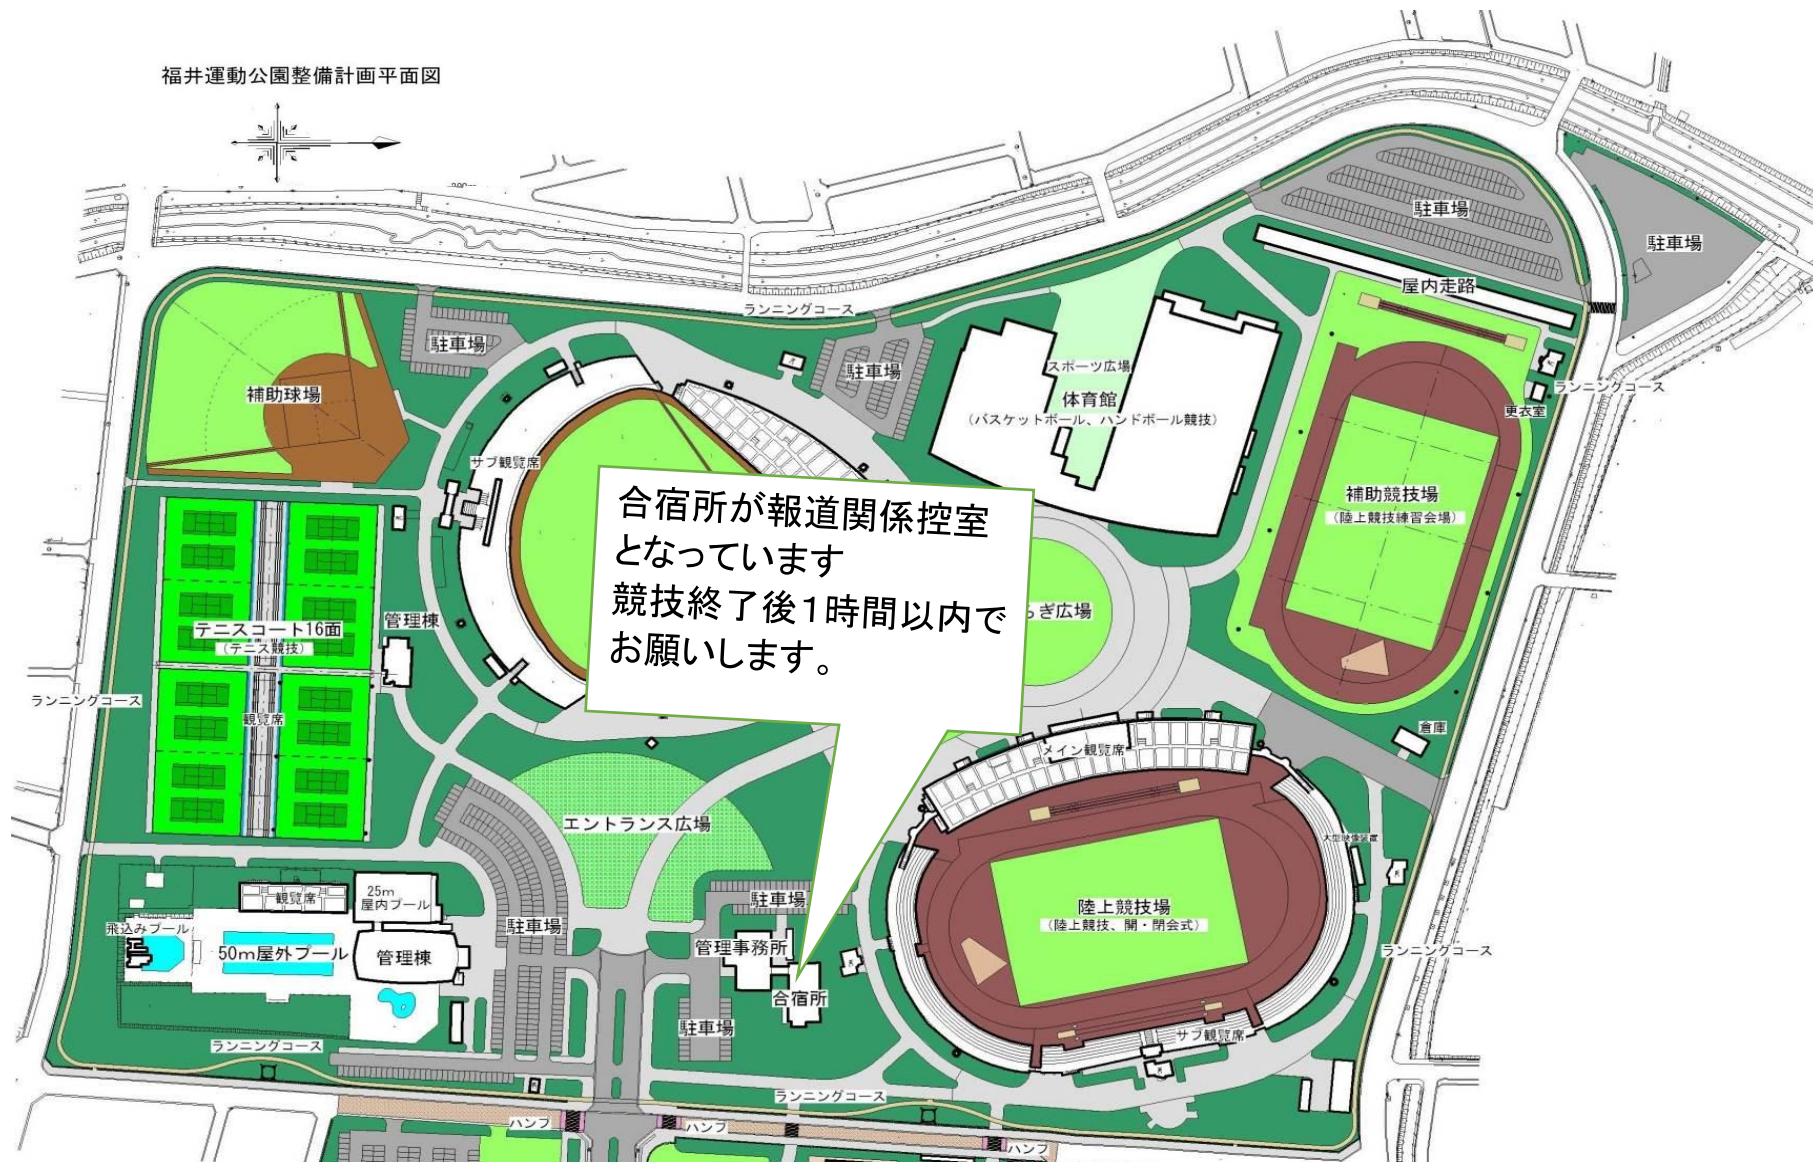 福井運動公園整備計画平面図
駐車場
駐車場
屋内走路
ランニングコース
駐車場
駐車場
スポーツ広場
体育館
(バスケットボール、ハンドボール競技)
ランニングコース
更衣室
補助球場
サブ観覧席
補助競技場
(陸上競技練習会場)
合宿所が報道関係控室
となっています
競技終了後1時間以内で
お願いします。
ぎ広場
テニスコート16面
(テニス競技)
管理棟
ランニングコース
観覧席
倉庫
メイン観覧席
エントランス広場
大型映像装置
観覧席
25m
屋内プール
駐車場
駐車場
陸上競技場
(陸上競技、開・閉会式)
飛込みプール
50m屋外プール
管理棟
管理事務所
ランニングコース
合宿所
駐車場
サブ観覧席
ランニングコース
ランニングコース
ハンプ
ハンプ
ハンプ